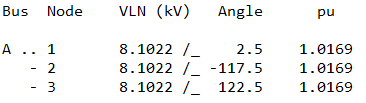 Bus Node VLN (kV) Angle pu
A .. 1 8.1022 /_ 2.5 1.0169
- 2 8.1022 /_ -117.5 1.0169
- 3 8.1022 /_ 122.5 1.0169